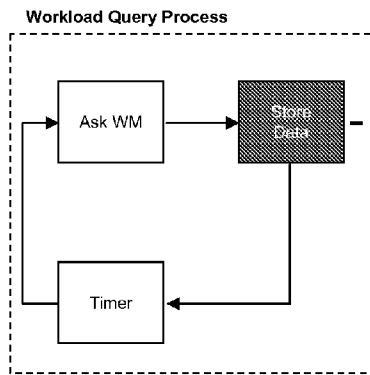 Workload Query Process
Ask WM
Store
Data
Timer